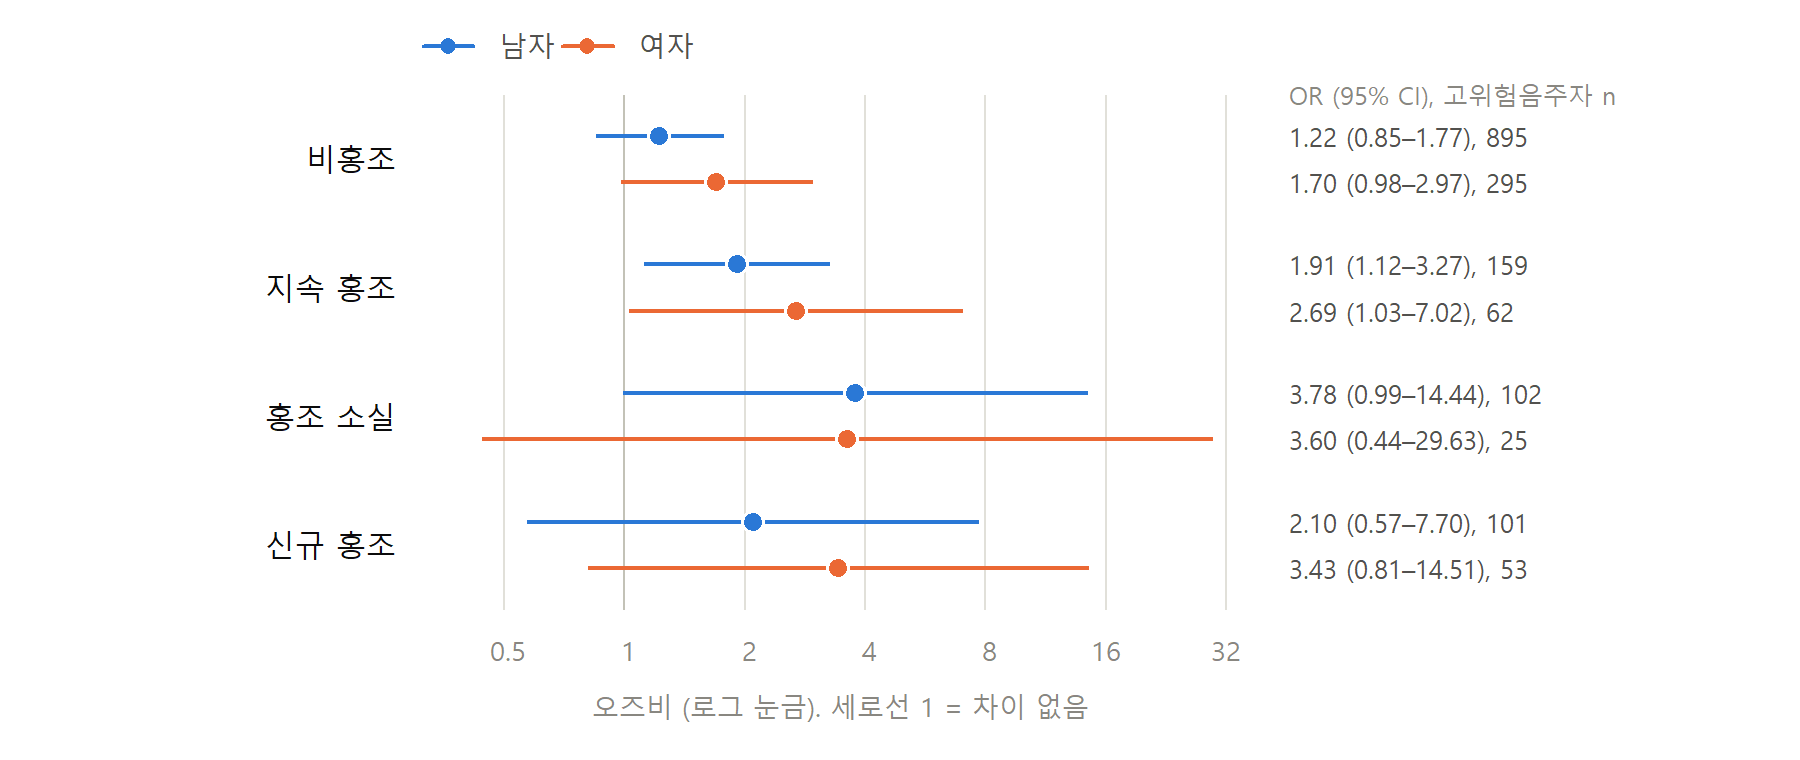 남자 여자
OR (95% CI), 고위험음주자 n
비홍조
1.22 (0.85–1.77), 895
1.70 (0.98–2.97), 295
지속 홍조
1.91 (1.12–3.27), 159
2.69 (1.03–7.02), 62
홍조 소실
3.78 (0.99–14.44), 102
3.60 (0.44–29.63), 25
신규 홍조
2.10 (0.57–7.70), 101
3.43 (0.81–14.51), 53
0.5 1 2 4 8 16 32
오즈비 (로그 눈금). 세로선 1 = 차이 없음